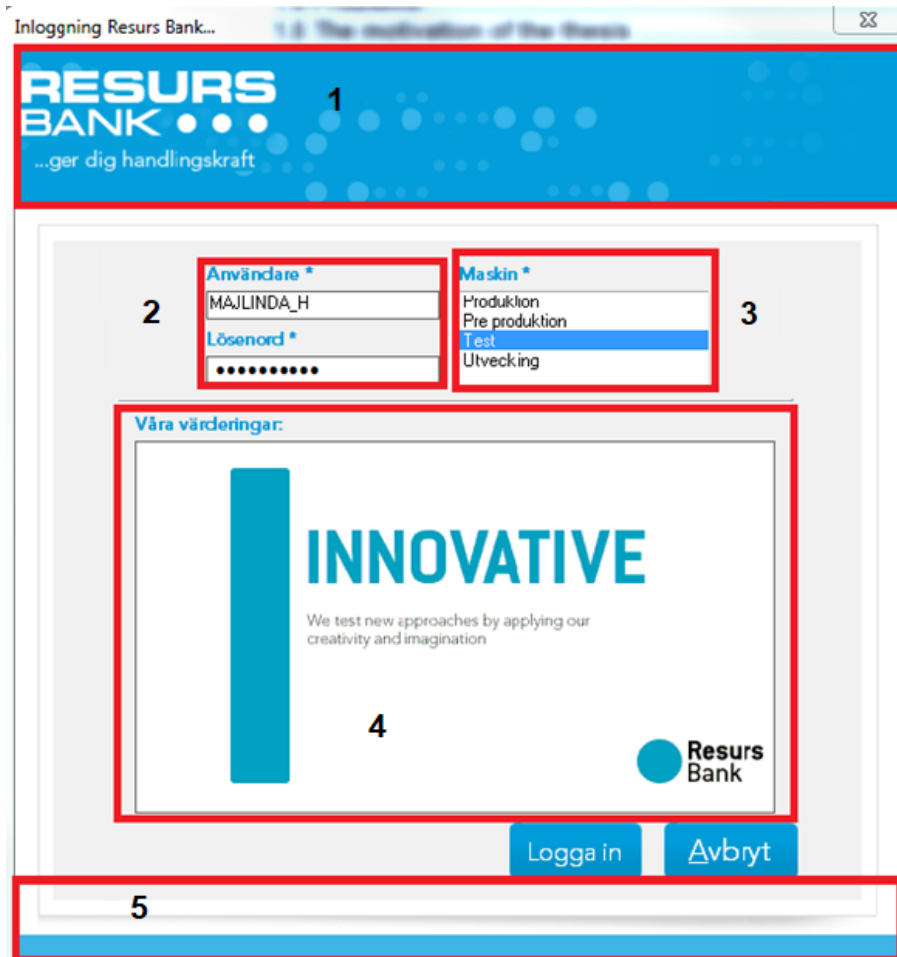 Inloggning Resurs Bank...
1.5 The motivation of the thesis
RESURS
BANK
...ger dig handlingskraft
1
Användare *
MAJLINDA_H
Lösenord *
2
Maskin *
Produktion
Pre produktion
Test
Utvecking
3
Våra värderingar:
INNOVATIVE
We test new approaches by applying our
creativity and imagination
4
Resurs
Bank
Logga in
Avbryt
5